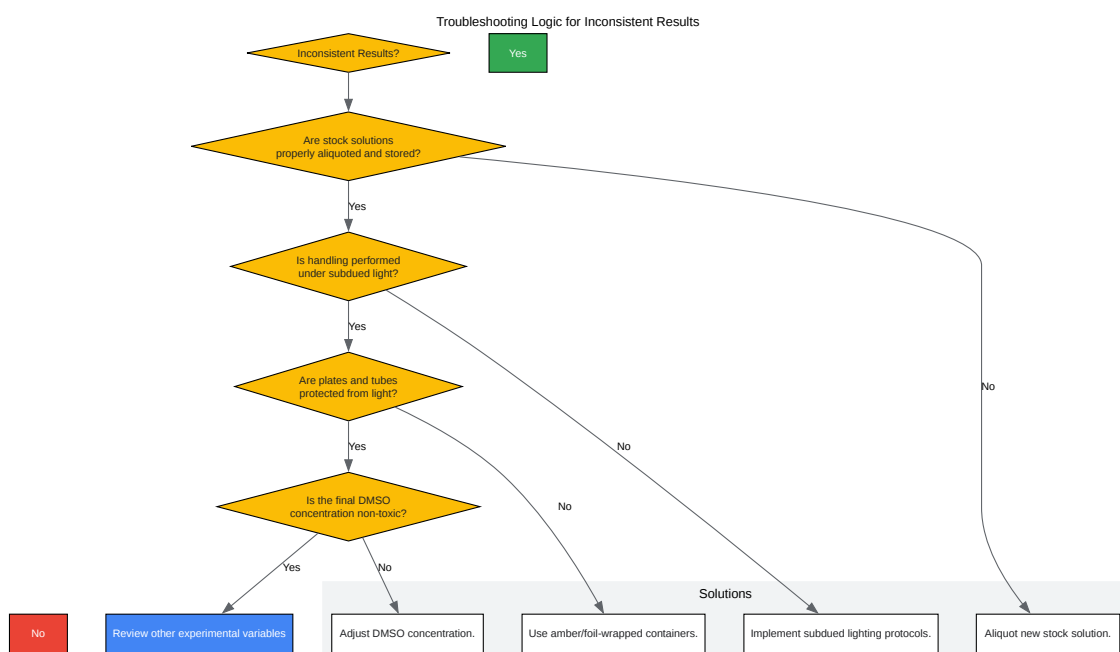 Troubleshooting Logic for Inconsistent Results
Inconsistent Results?
Yes
Are stock solutions
properly aliquoted and stored?
Yes
Is handling performed
under subdued light?
Yes
Are plates and tubes
protected from light?
No
Yes
No
Is the final DMSO
concentration non-toxic?
No
Yes
No
Solutions
No
Review other experimental variables
Adjust DMSO concentration.
Use amber/foil-wrapped containers.
Implement subdued lighting protocols.
Aliquot new stock solution.